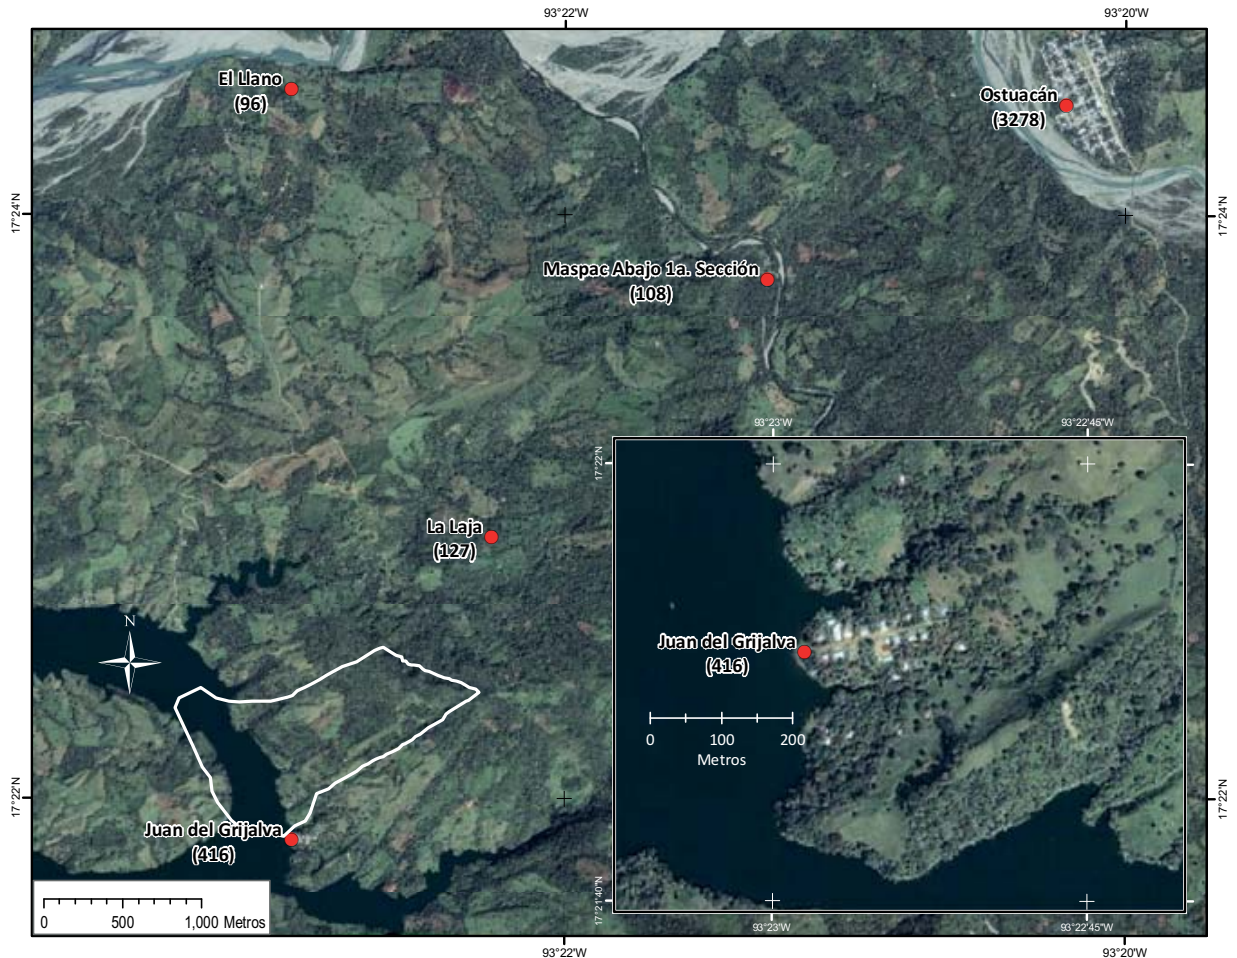 93°22'W
93°20'W
El Llano
(96)
Ostuacán
(3278)
17°24'N
17°24'N
Maspac Abajo 1a. Sección
(108)
93°23'W
93°22'45"W
17°22'N
La Laja
(127)
N
Juan del Grijalva
(416)
0
100
200
Metros
17°22'N
17°22'N
Juan del Grijalva
(416)
0
500
1,000 Metros
17°21'40"N
93°23'W
93°22'45"W
93°22'W
93°20'W